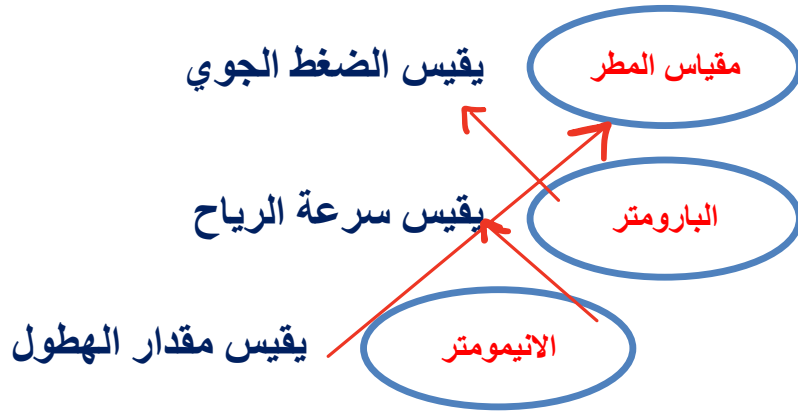 مقياس المطر يقيس الضغط الجوي
البارومتر يقيس سرعة الرياح
الانيمومتر يقيس مقدار الهطول